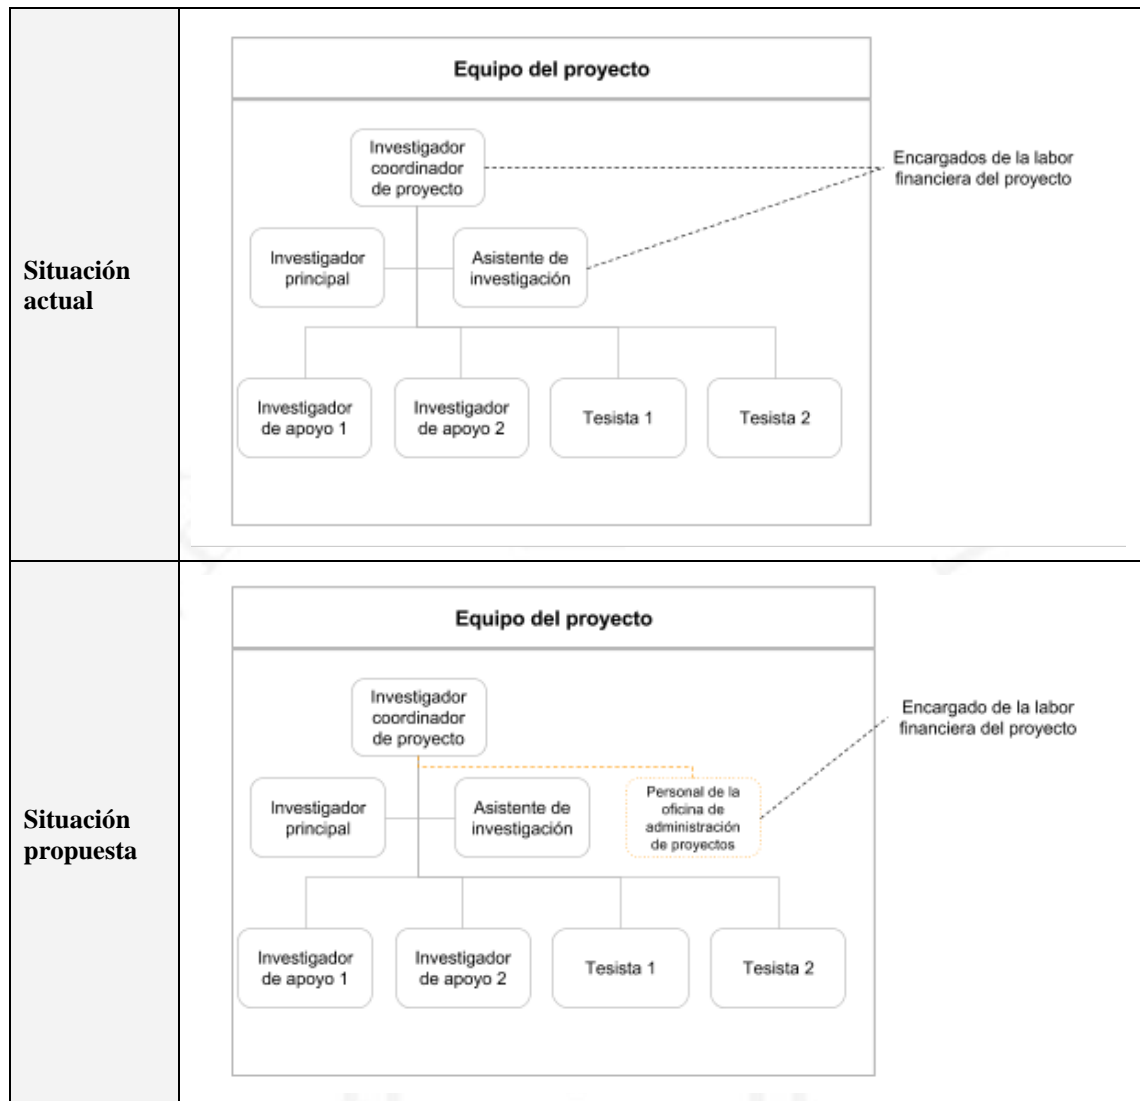 Situación
actual
Equipo del proyecto
Investigador
coordinador
de proyecto
Encargados de la labor
financiera del proyecto
Investigador
principal
Asistente de
investigación
Investigador
de apoyo 1
Investigador
de apoyo 2
Tesista 1
Tesista 2
Situación
propuesta
Equipo del proyecto
Investigador
coordinador
de proyecto
Encargado de la labor
financiera del proyecto
Investigador
principal
Asistente de
investigación
Personal de la
oficina de
administración
de proyectos
Investigador
de apoyo 1
Investigador
de apoyo 2
Tesista 1
Tesista 2